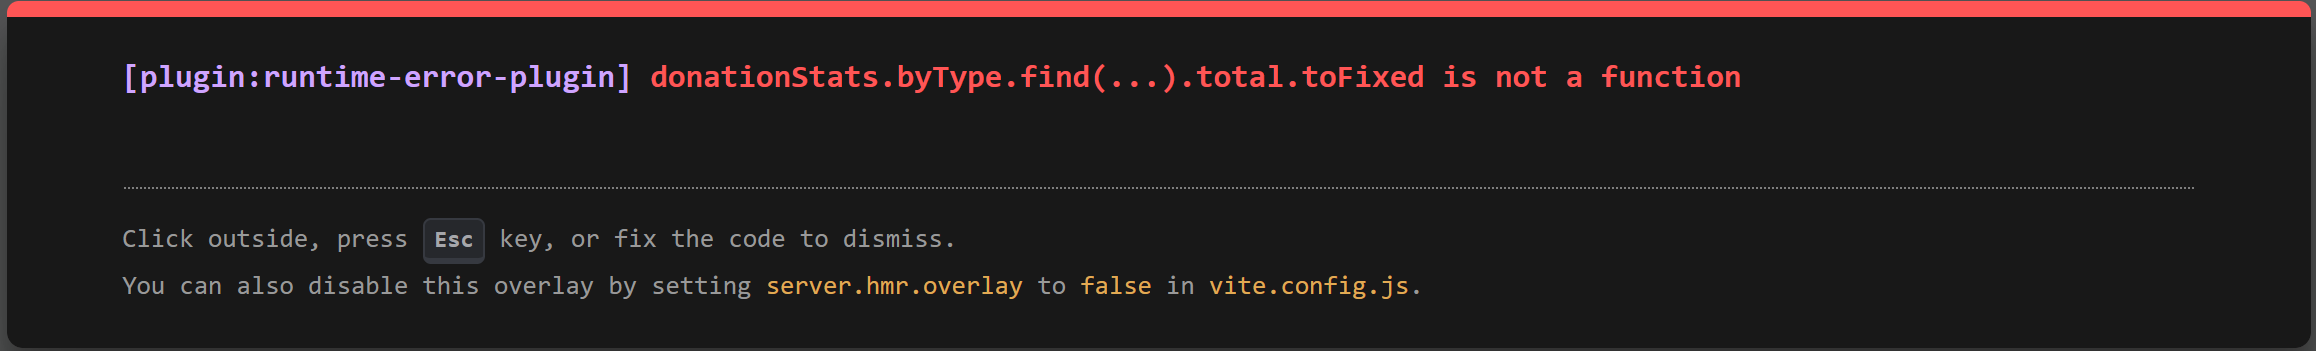 [plugin:runtime-error-plugin] donationStats.byType.find(...).total.toFixed is not a function
Click outside, press Esc key, or fix the code to dismiss.
You can also disable this overlay by setting server.hmr.overlay to false in vite.config.js.